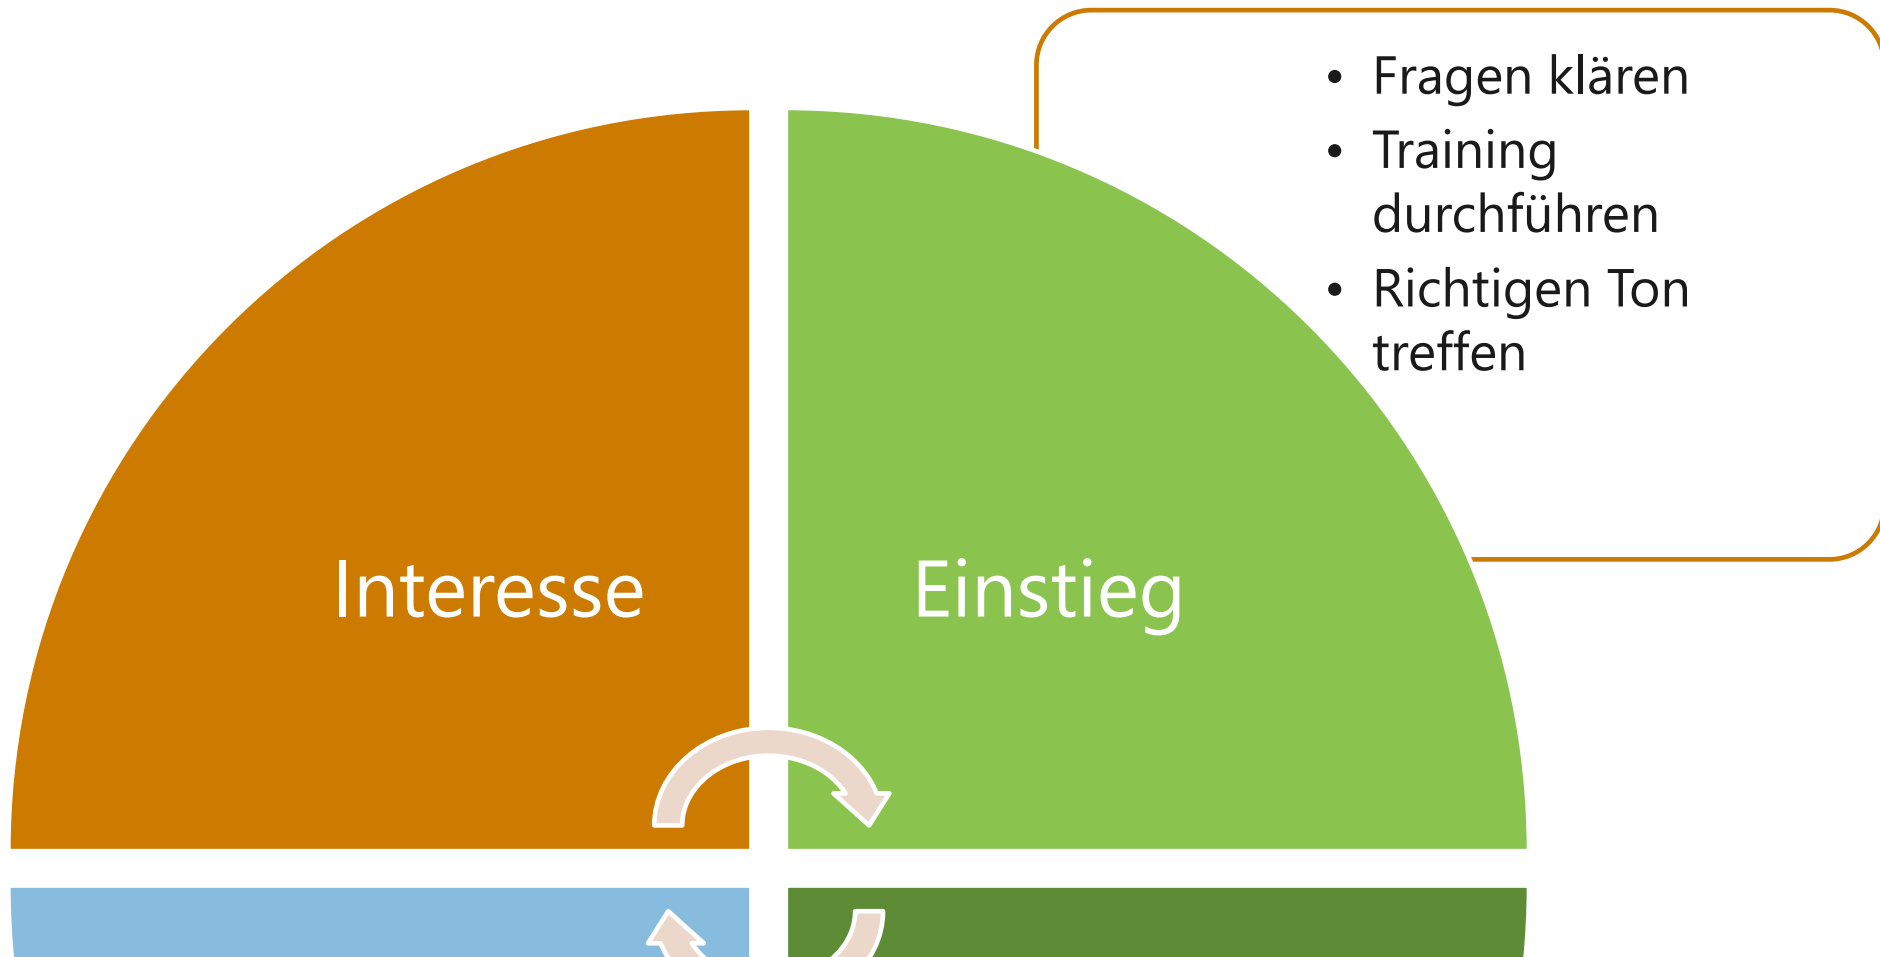 • Fragen klären
• Training
durchführen
• Richtigen Ton
treffen
Interesse
Einstieg